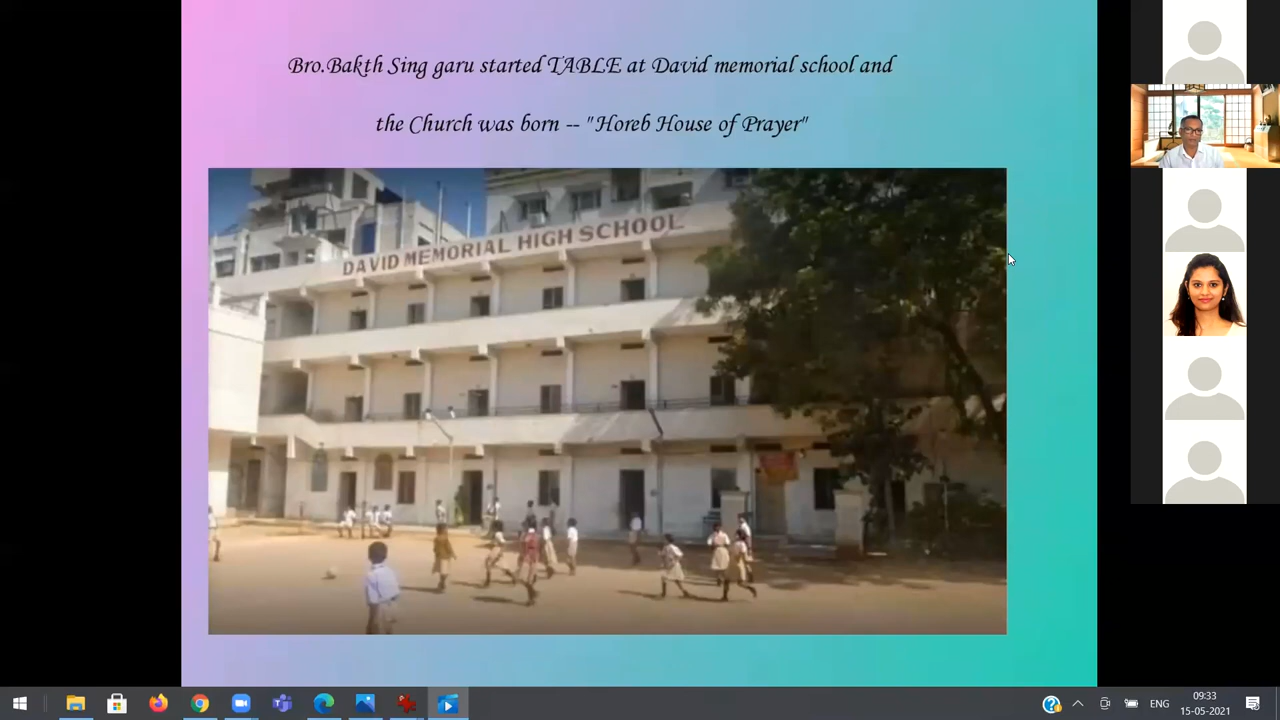 Bro.Bakth Sing garu started TABLE at David memorial school and
the Church was born -- "Horeb House of Prayer"
DAVID MEMORIAL HIGH SCHOOL
ENG
09:33
15-05-2021